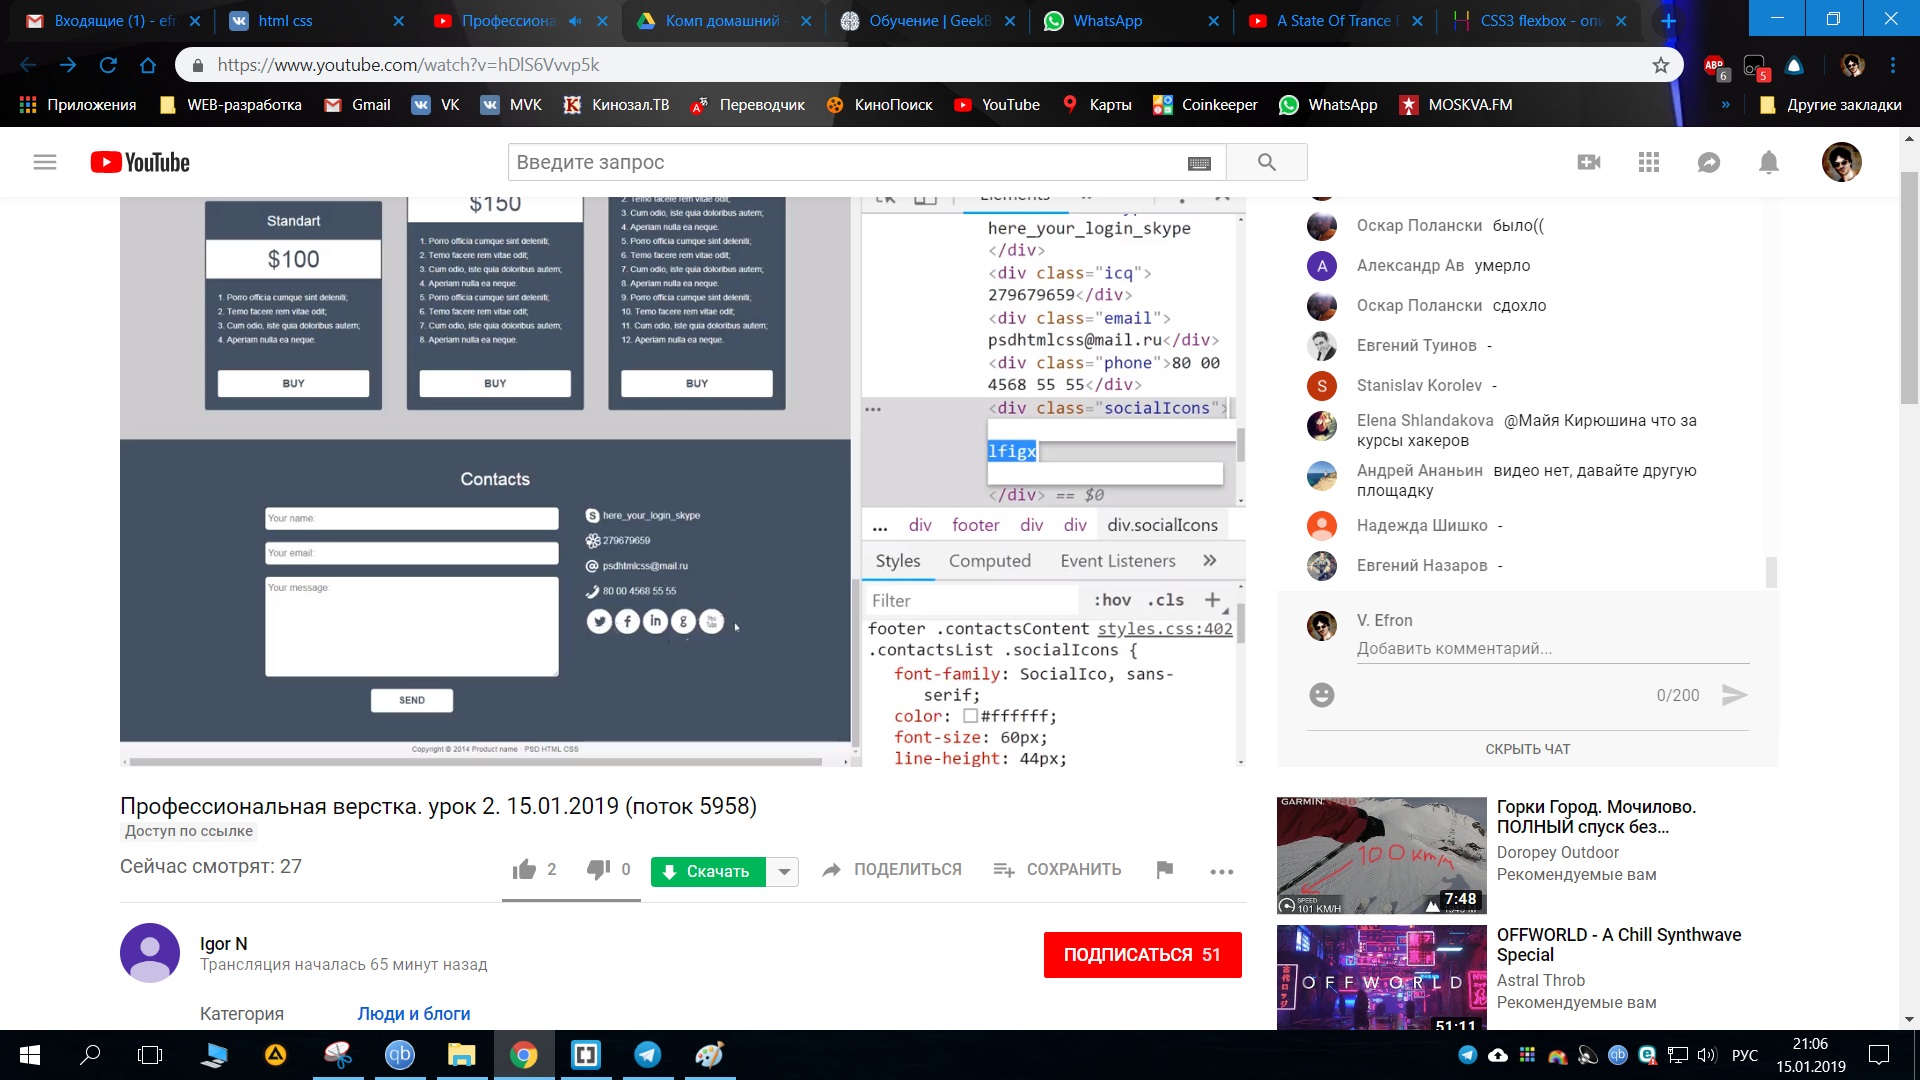 Входящие (1) - efr
html css
Профессиона
Комп домашний -
Обучение | GeekB
WhatsApp
A State Of Trance E
CSS3 flexbox - опи
https://www.youtube.com/watch?v=hDlS6Vvvp5k
ABP
6
5
Приложения
WEB-разработка
Gmail
VK
MVK
Кинозал.ТВ
Переводчик
КиноПоиск
YouTube
Карты
Coinkeeper
WhatsApp
MOSKVA.FM
»
Другие закладки
YouTube
Введите запрос
Standart
$100
1. Porro officia cumque sint deleniti;
2. Temo facere rem vitae odit;
3. Cum odio, iste quia doloribus autem;
4. Aperiam nulla ea neque.
BUY
$150
1. Porro officia cumque sint deleniti;
2. Temo facere rem vitae odit;
3. Cum odio, iste quia doloribus autem;
4. Aperiam nulla ea neque.
5. Porro officia cumque sint deleniti;
6. Temo facere rem vitae odit;
7. Cum odio, iste quia doloribus autem;
8. Aperiam nulla ea neque.
BUY
2. Temo facere rem vitae odit;
3. Cum odio, iste quia doloribus autem;
4. Aperiam nulla ea neque.
5. Porro officia cumque sint deleniti;
6. Temo facere rem vitae odit;
7. Cum odio, iste quia doloribus autem;
8. Aperiam nulla ea neque.
9. Porro officia cumque sint deleniti;
10. Temo facere rem vitae odit;
11. Cum odio, iste quia doloribus autem;
12. Aperiam nulla ea neque.
BUY
Contacts
Your name:
Your email:
Your message:
SEND
here_your_login_skype
279679659
psdhtmlcss@mail.ru
80 00 4568 55 55
Copyright © 2014 Product name · PSD HTML CSS
Elements
here_your_login_skype
</div>
<div class="icq">
279679659</div>
<div class="email">
psdhtmlcss@mail.ru</div>
<div class="phone">80 00
4568 55 55</div>
<div class="socialIcons">
lfigx
</div> == $0
... div footer div div div.socialIcons
Styles Computed Event Listeners »
Filter :hov .cls +
footer .contactsContent styles.css:402
.contactsList .socialIcons {
font-family: SocialIco, sans-
serif;
color: #ffffff;
font-size: 60px;
line-height: 44px;
Оскар Полански было((
Александр Ав умерло
Оскар Полански сдохло
Евгений Туинов -
Stanislav Korolev -
Elena Shlandakova @Майя Кирюшина что за
курсы хакеров
Андрей Ананьин видео нет, давайте другую
площадку
Надежда Шишко -
Евгений Назаров -
V. Efron
Добавить комментарий...
0/200
СКРЫТЬ ЧАТ
Профессиональная верстка. урок 2. 15.01.2019 (поток 5958)
Доступ по ссылке
Сейчас смотрят: 27
2
0
Скачать
ПОДЕЛИТЬСЯ
СОХРАНИТЬ
Igor N
Трансляция началась 65 минут назад
ПОДПИСАТЬСЯ 51
Категория
Люди и блоги
GARMIN
100 km/h
SPEED
101 KM/H
7:48
Горки Город. Мочилово.
ПОЛНЫЙ спуск без...
Doropey Outdoor
Рекомендуемые вам
OFFWORLD
51:11
OFFWORLD - A Chill Synthwave
Special
Astral Throb
Рекомендуемые вам
РУС
21:06
15.01.2019